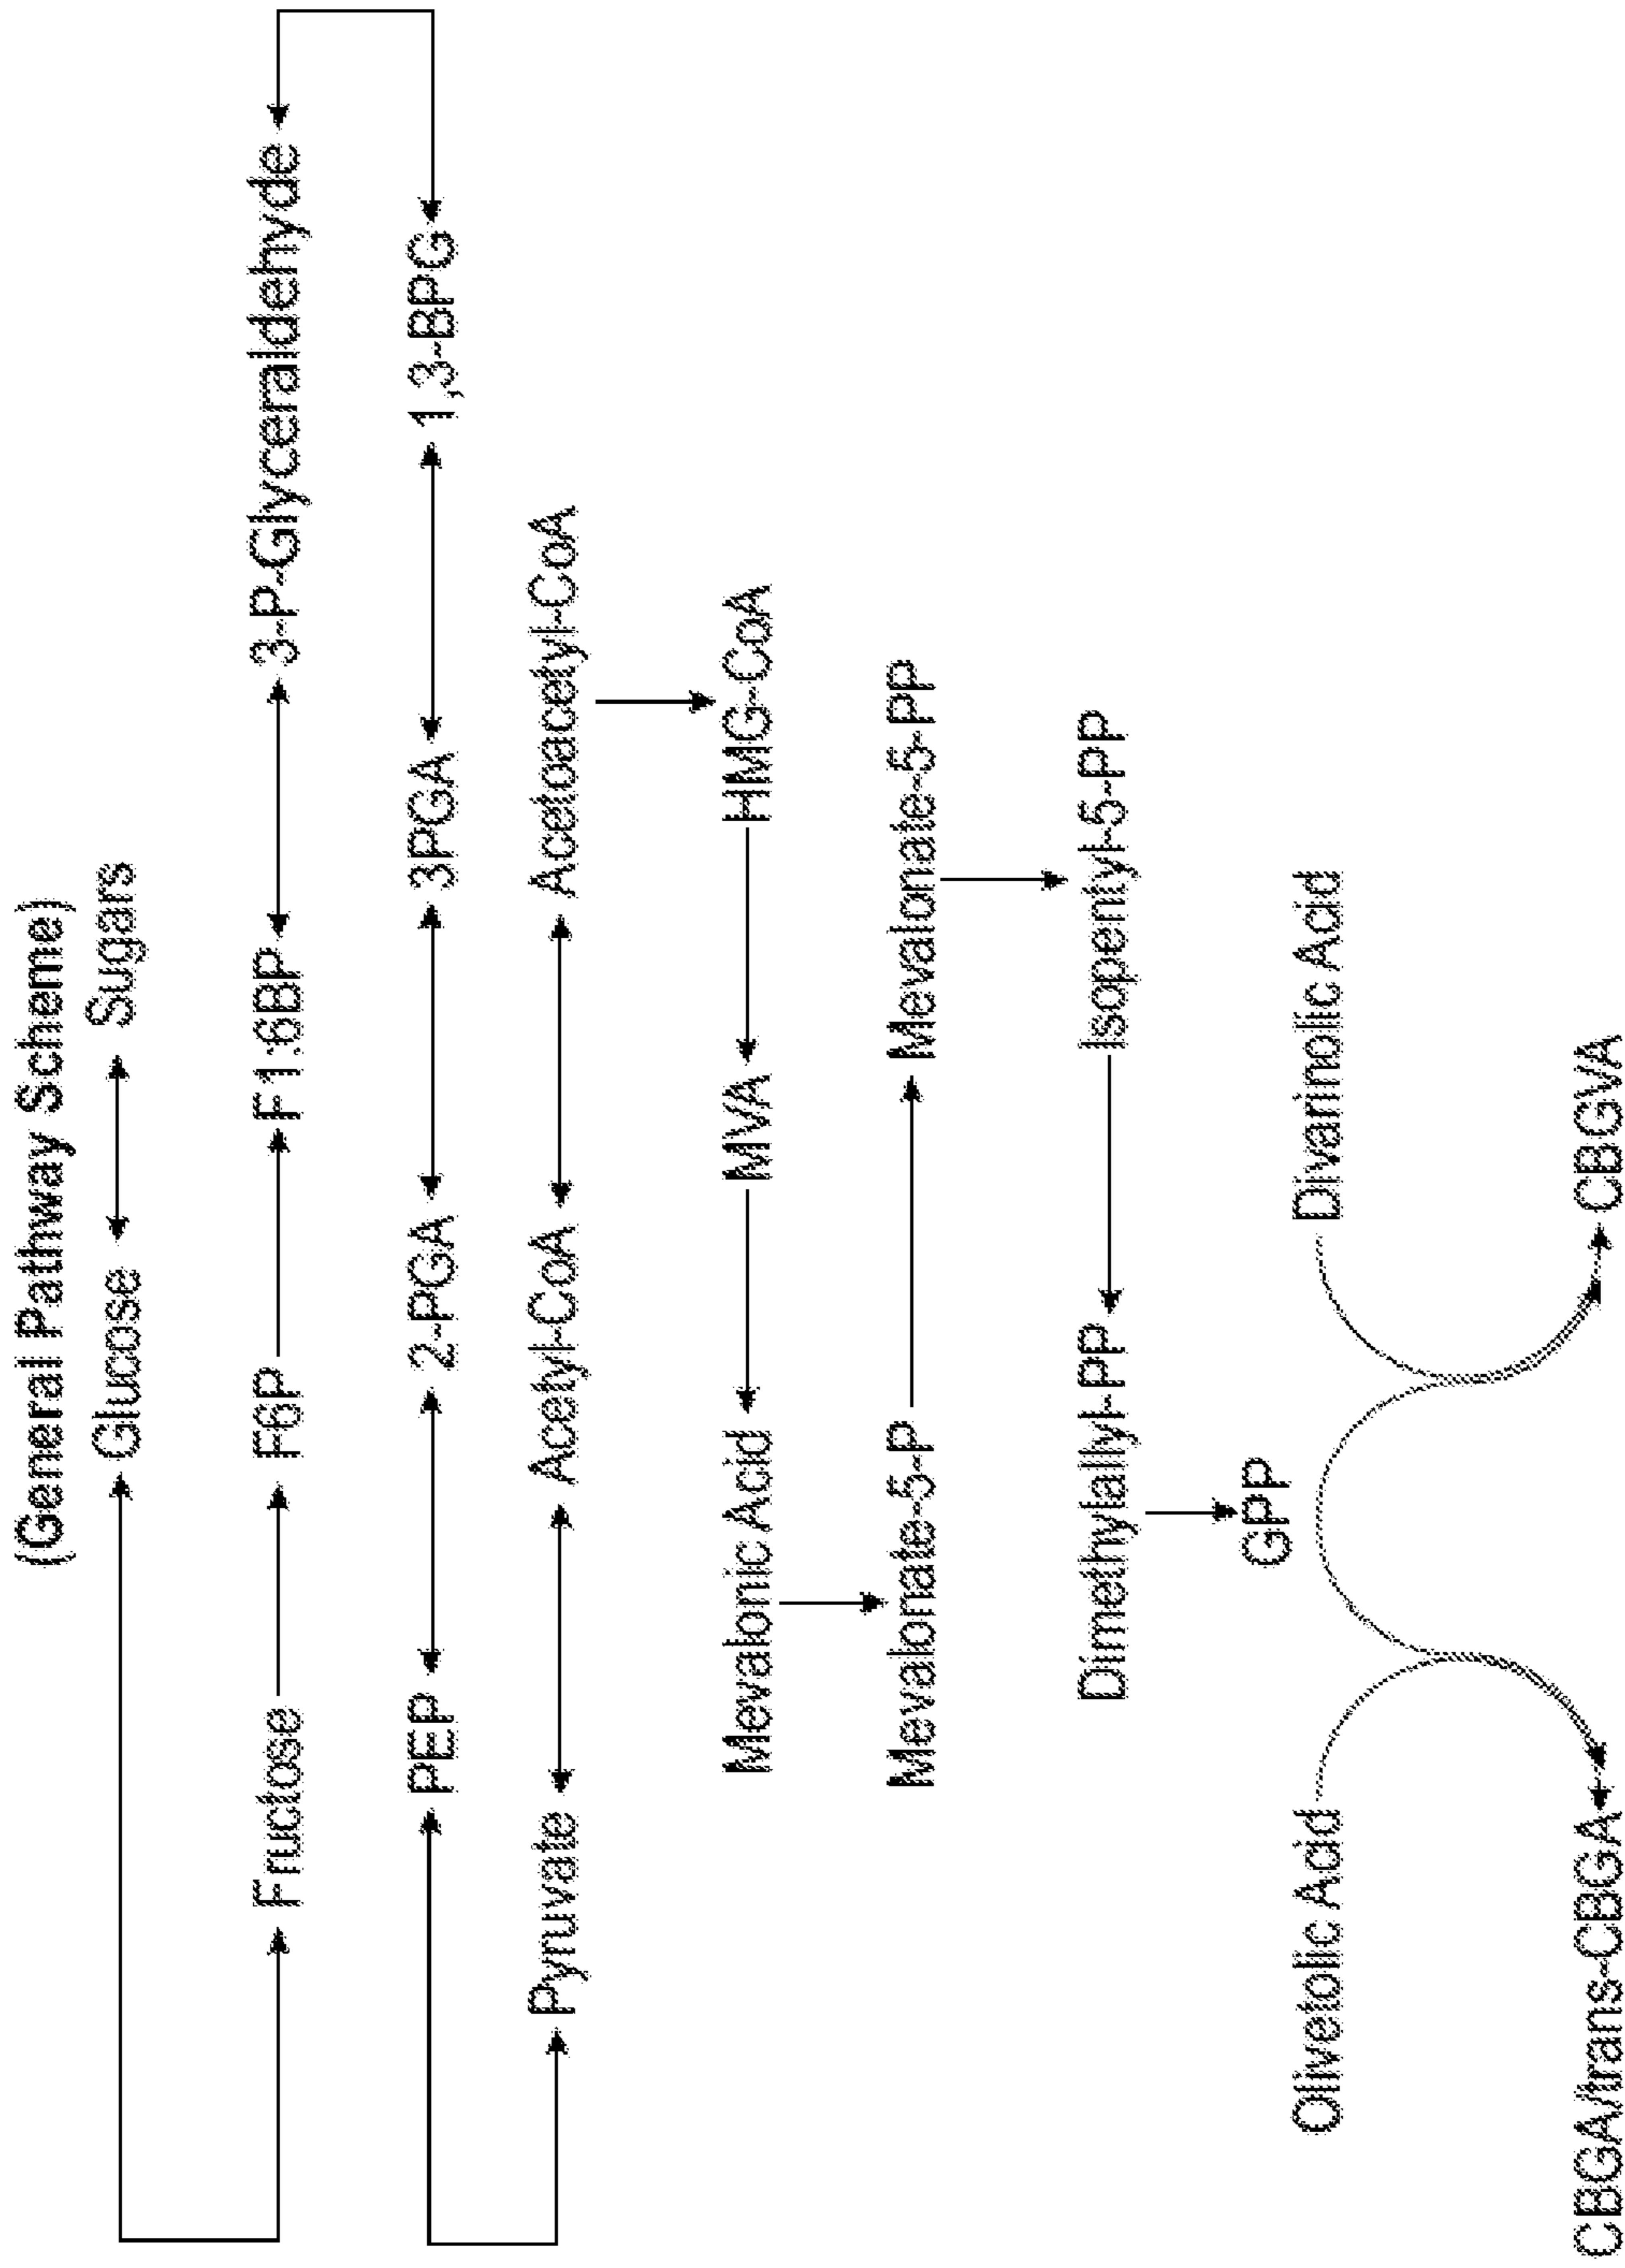 (General Pathway Scheme)
Glucose Sugars
Fructose F6P F1:6BP 3-P-Glyceraldehyde
PEP 2-PGA 3PGA 1,3-BPG
Pyruvate Acetyl-CoA Acetoacetyl-CoA
Mevalonic Acid MVA HMG-CoA
Mevalonate-5-P Mevalonate-5-PP
Dimethylallyl-PP Isopentyl-5-PP
GPP
Olivetolic Acid Divarinolic Acid
CBGA/trans-CBGA CBGVA